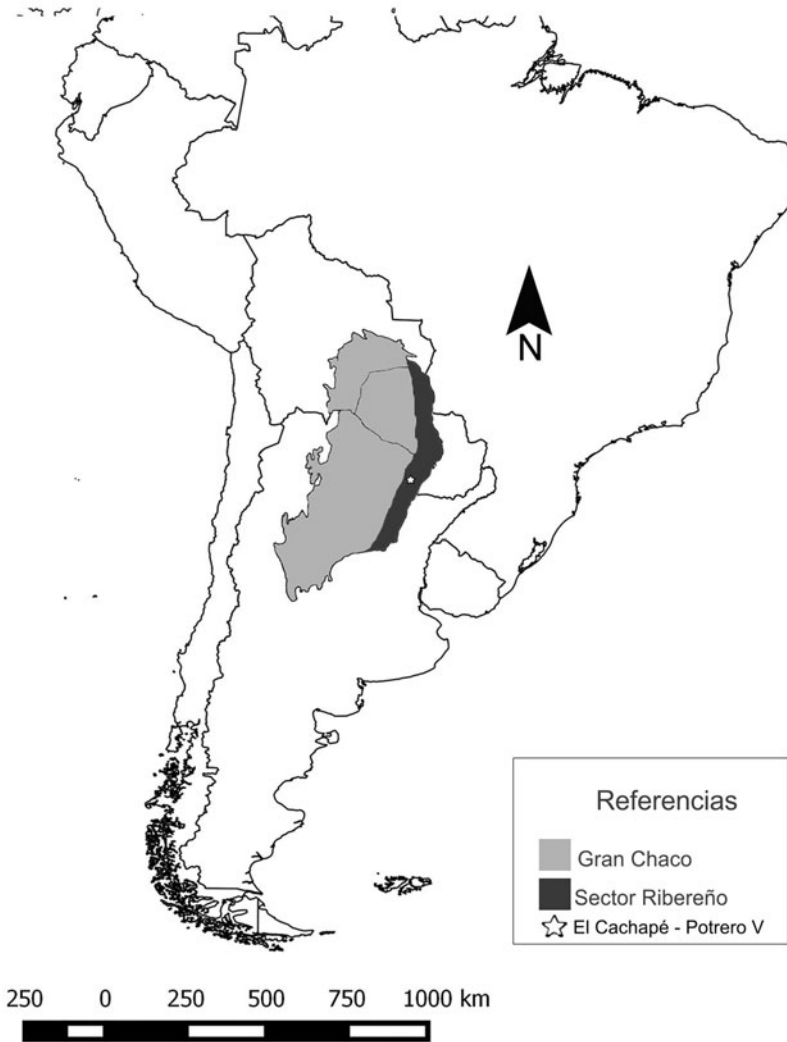 N
Referencias
Gran Chaco
Sector Ribereño
El Cachapé - Potrero V
250 0 250 500 750 1000 km